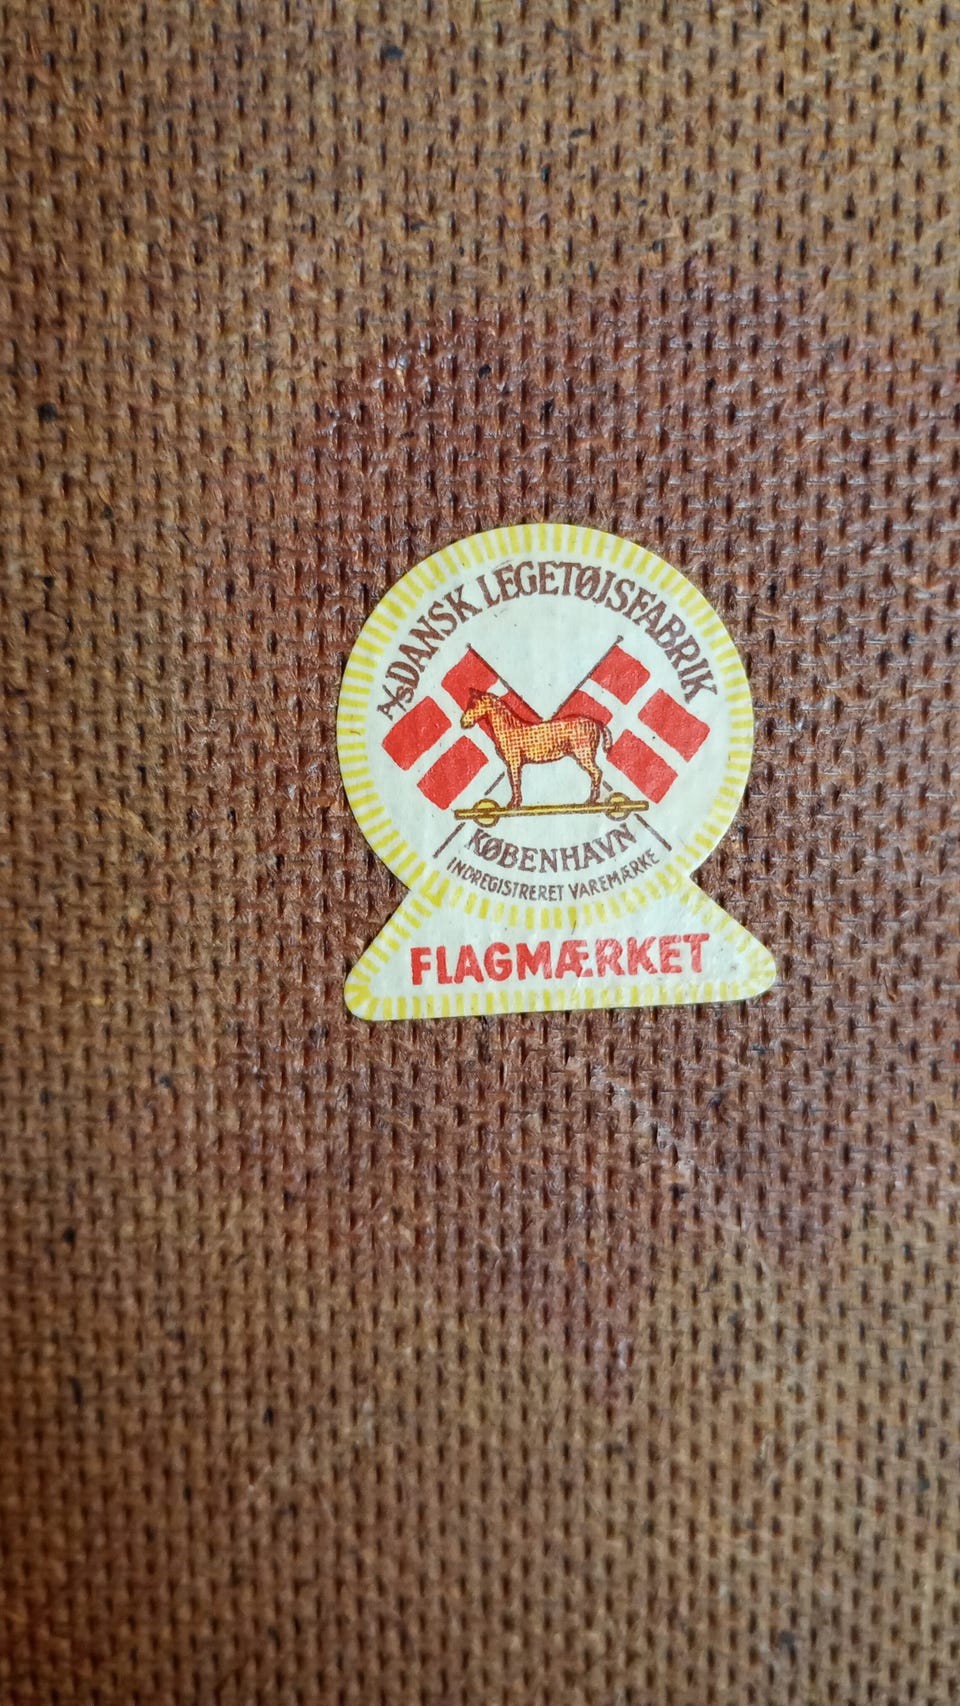 A/S DANSK LEGETØJSFABRIK
KØBENHAVN
INDREGISTRERET VAREMÆRKE
FLAGMÆRKET